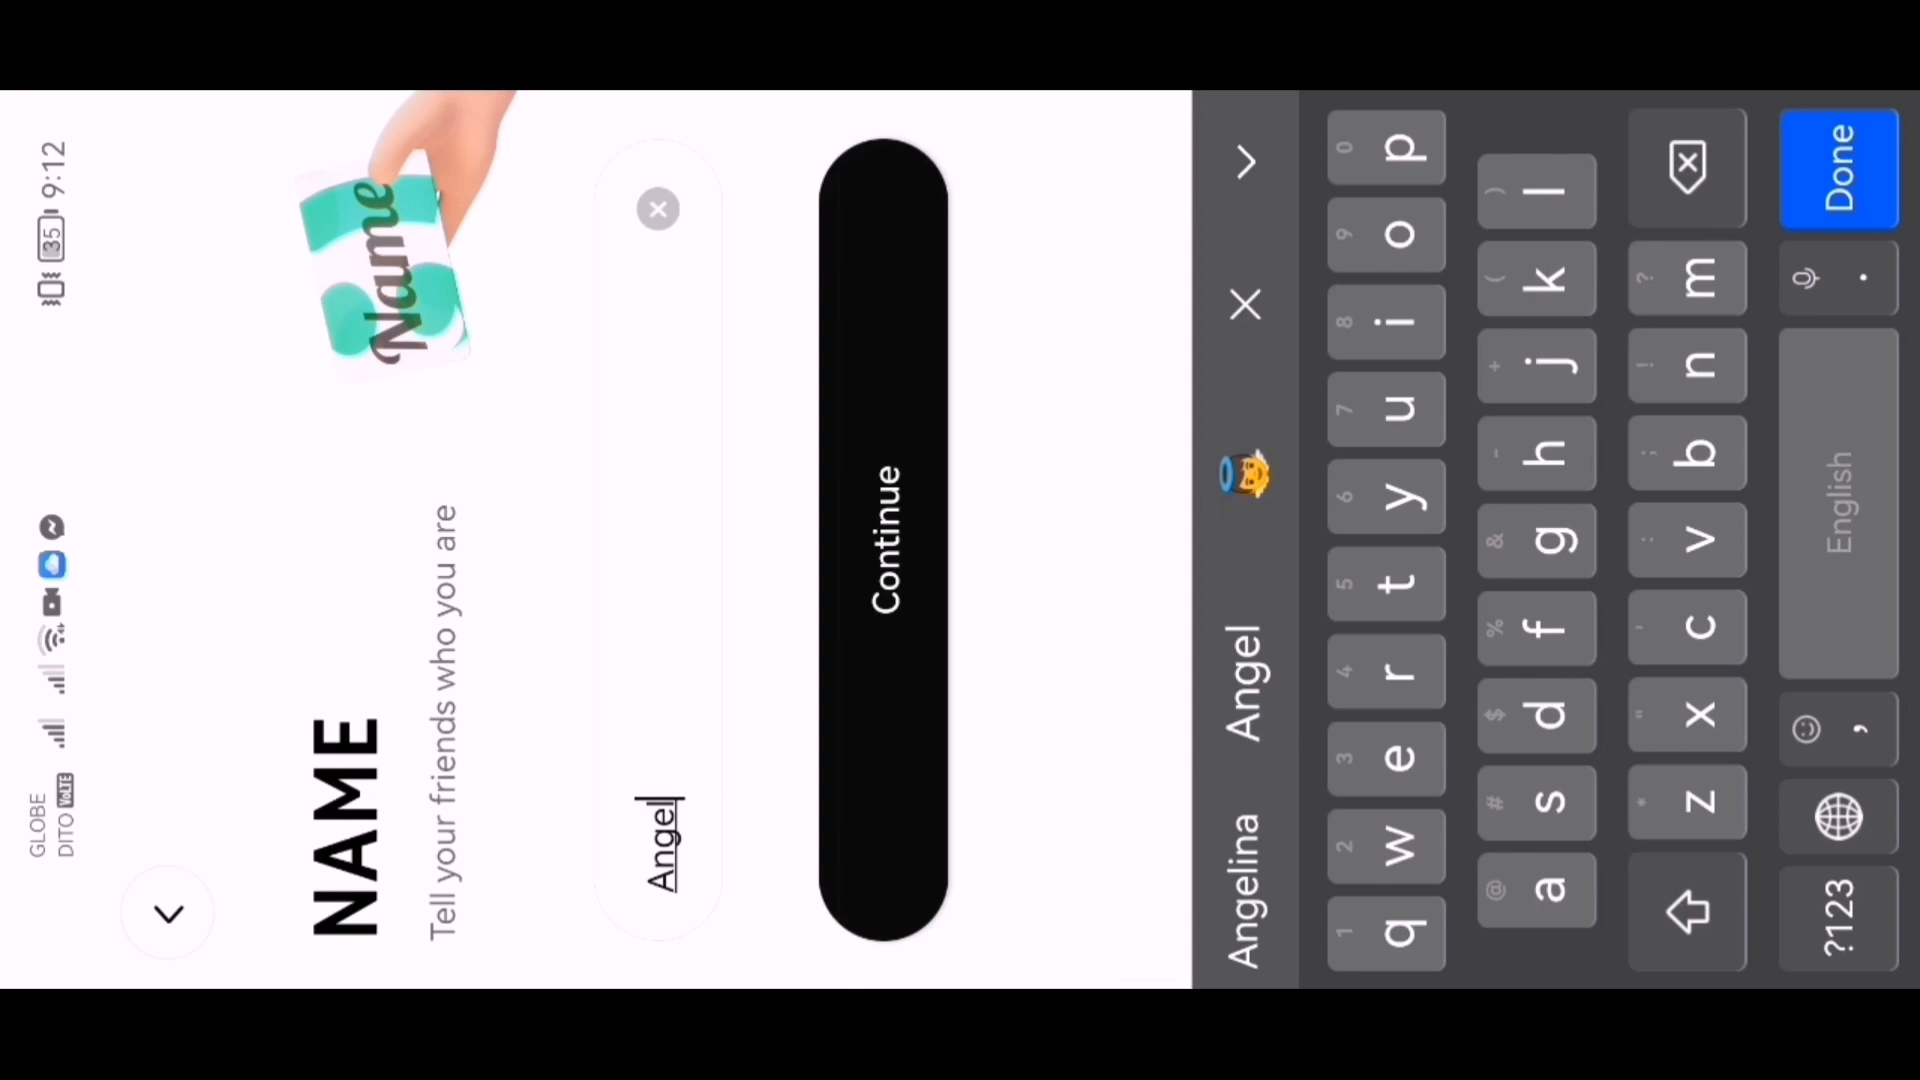 GLOBE
DITO VoLTE
35 9:12
Name
NAME
Tell your friends who you are
Angel
Continue
Angelina Angel
1 2 3 4 5 6 7 8 9 0
q w e r t y u i o p
@ # $ % & - + ( )
a s d f g h j k l
* " ' : ; ! ?
z x c v b n m
?123 , English . Done